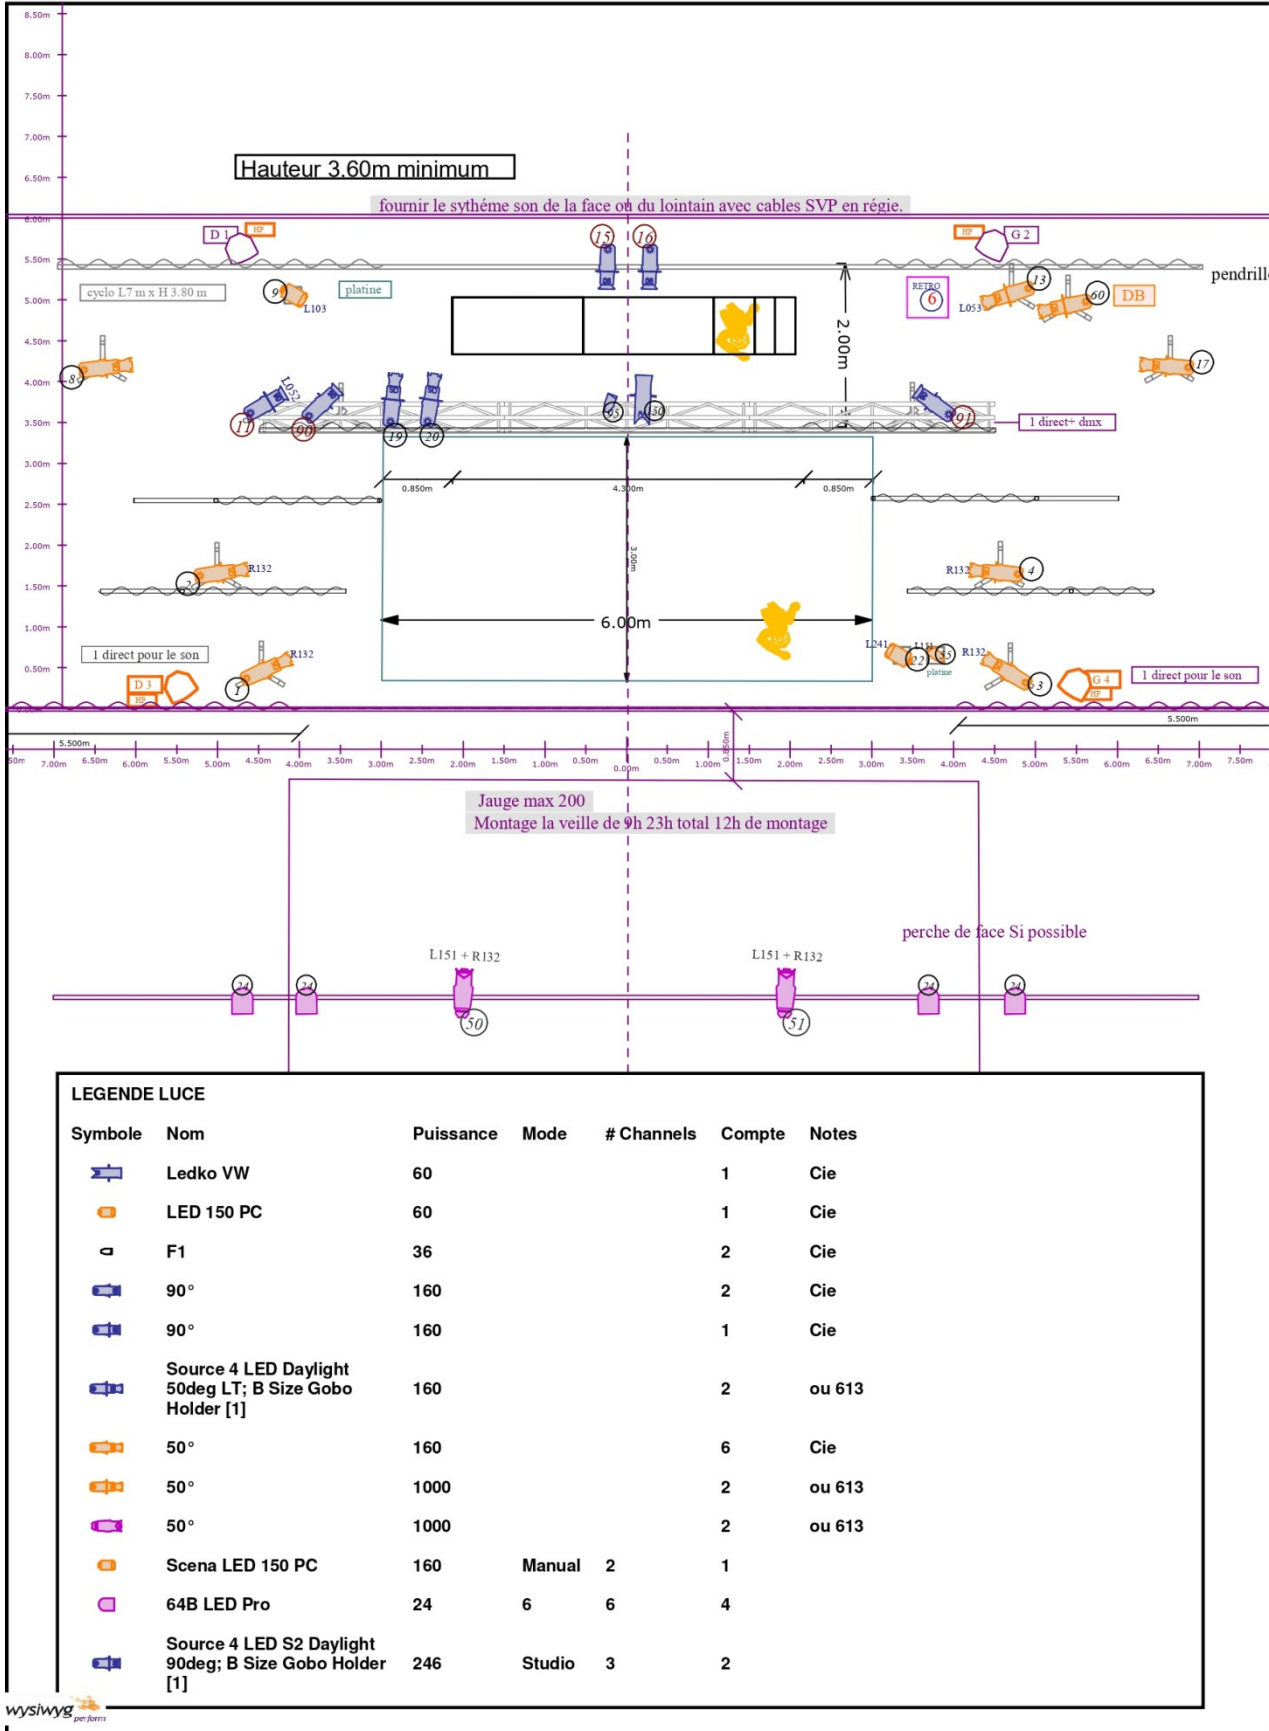 8.50m
8.00m
7.50m
7.00m
6.50m
6.00m
5.50m
5.00m
4.50m
4.00m
3.50m
3.00m
2.50m
2.00m
1.50m
1.00m
0.50m
Hauteur 3.60m minimum
fournir le sythéme son de la face ou du lointain avec cables SVP en régie.
D 1
HP
15
16
HP
G 2
pendrill
cyclo L7 m x H 3.80 m
9
L103
platine
RETRO
6
L053
13
60
DB
2.00m
8
17
L052
11
90
19
20
95
150
91
1 direct+ dmx
0.850m
4.300m
0.850m
3.00m
2
R132
R132
4
6.00m
1 direct pour le son
R132
1
D 3
HP
L241
L151
22
55
platine
R132
3
G 4
HP
1 direct pour le son
5.500m
5.500m
0.850m
50m
7.00m
6.50m
6.00m
5.50m
5.00m
4.50m
4.00m
3.50m
3.00m
2.50m
2.00m
1.50m
1.00m
0.50m
0.00m
0.50m
1.00m
1.50m
2.00m
2.50m
3.00m
3.50m
4.00m
4.50m
5.00m
5.50m
6.00m
6.50m
7.00m
7.50m
Jauge max 200
Montage la veille de 9h 23h total 12h de montage
perche de face Si possible
L151 + R132
L151 + R132
24
24
50
51
24
24
LEGENDE LUCE
Symbole Nom Puissance Mode # Channels Compte Notes
Ledko VW 60 1 Cie
LED 150 PC 60 1 Cie
F1 36 2 Cie
90° 160 2 Cie
90° 160 1 Cie
Source 4 LED Daylight
50deg LT; B Size Gobo 160 2 ou 613
Holder [1]
50° 160 6 Cie
50° 1000 2 ou 613
50° 1000 2 ou 613
Scena LED 150 PC 160 Manual 2 1
64B LED Pro 24 6 6 4
Source 4 LED S2 Daylight
90deg; B Size Gobo Holder 246 Studio 3 2
[1]
wysiwyg
perform